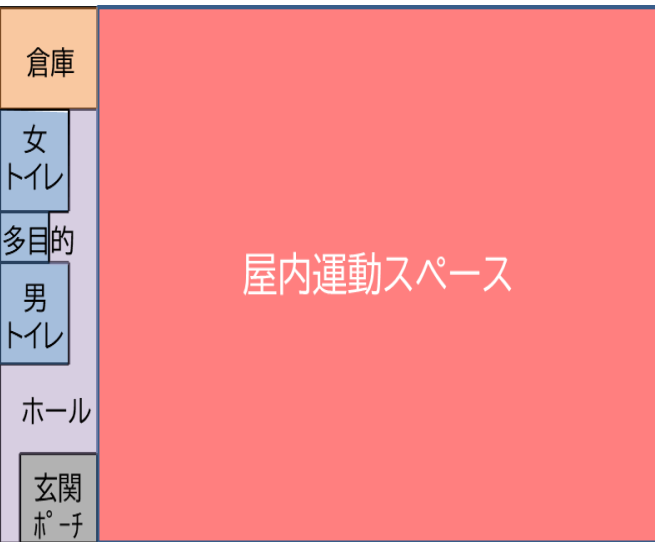 倉庫
女
トイレ
多目的
男
トイレ
ホール
玄関
ポーチ
屋内運動スペース